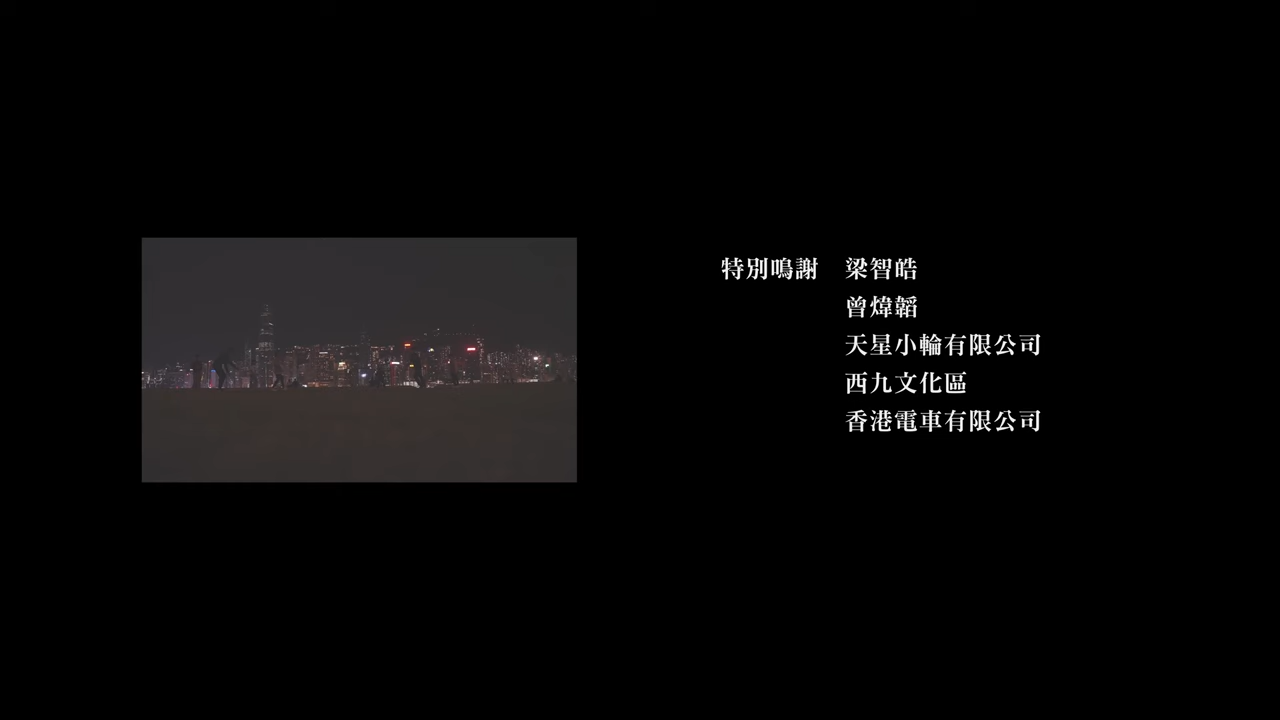 特別鳴謝 梁智皓
曾煒韜
天星小輪有限公司
西九文化區
香港電車有限公司